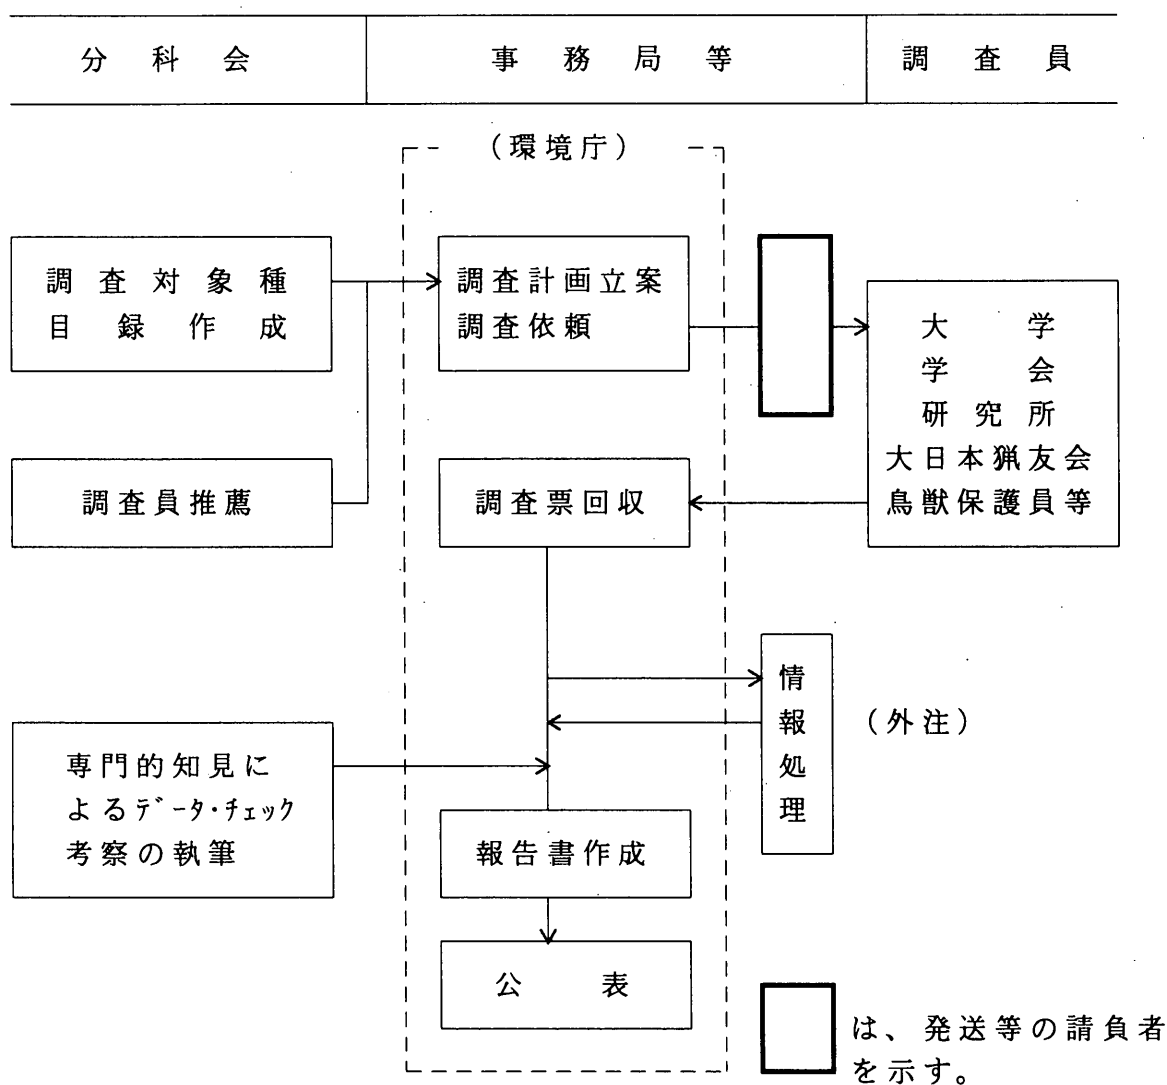 分科会
事務局等
調査員
（環境庁）
調査対象種
目録作成
調査計画立案
調査依頼
大学
学会
研究所
大日本猟友会
鳥獣保護員等
調査員推薦
調査票回収
情報処理
（外注）
専門的知見に
よるデータ・チェック
考察の執筆
報告書作成
公表
は、発送等の請負者
を示す。